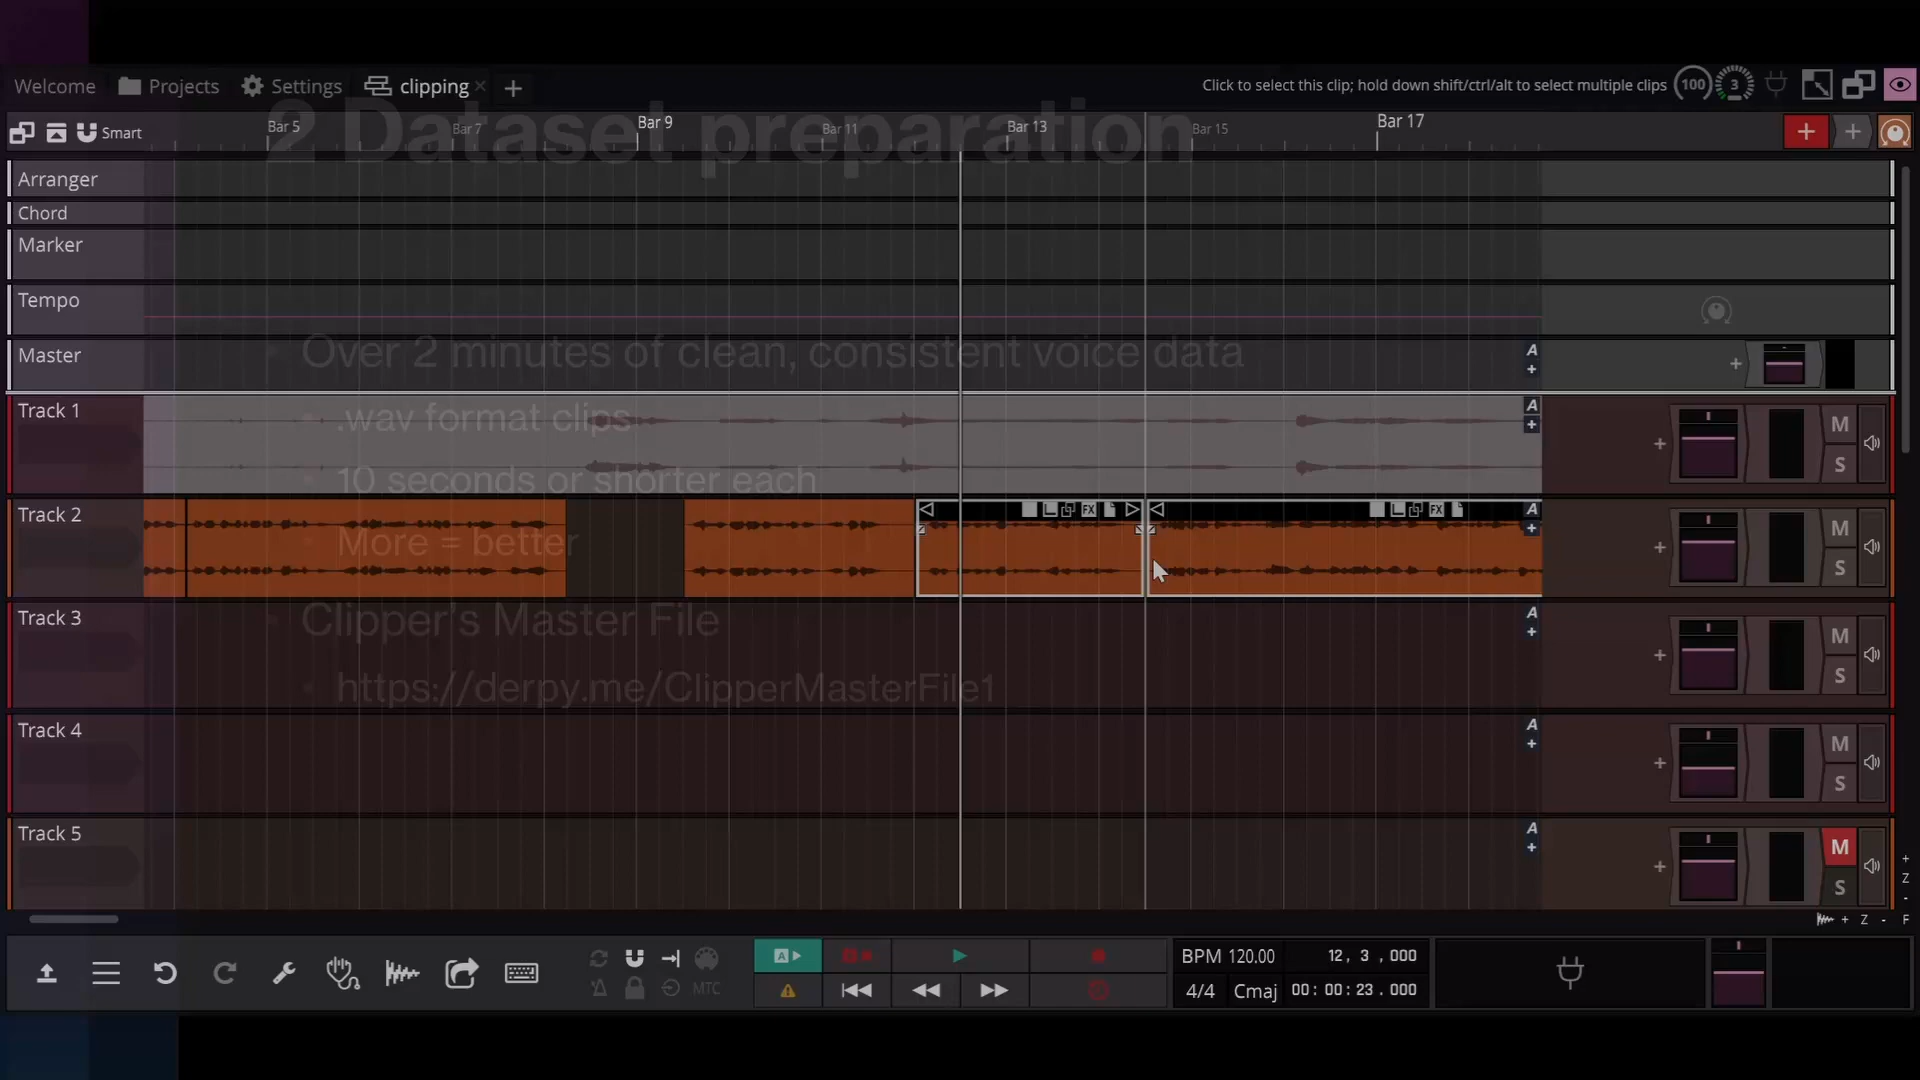 Welcome Projects Settings clipping Click to select this clip; hold down shift/ctrl/alt to select multiple clips 100 3
Smart Bar 5 Bar 7 Bar 9 Bar 11 Bar 13 Bar 15 Bar 17
2 Dataset preparation
Arranger
Chord
Marker
Tempo
Over 2 minutes of clean, consistent voice data
Master A
Track 1 A M
.wav format clips
S
10 seconds or shorter each
Track 2 FX FX A M
More = better
S
Track 3 A M
Clipper's Master File
S
https://derpy.me/ClipperMasterFile1
Track 4 A M
S
Track 5 A M
Z
S
Z F
A BPM 120.00 12, 3 ,000
MTC 4/4 Cmaj 00: 00: 23 .000